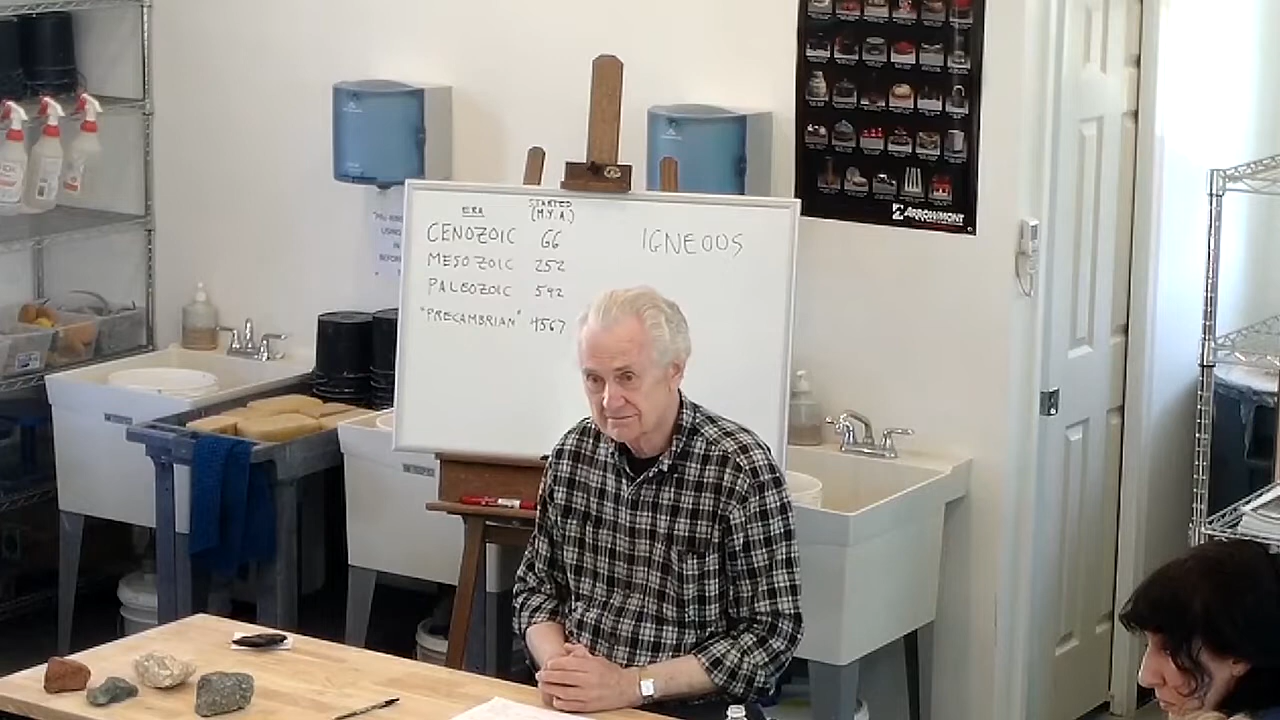 ERA STARTED (M.Y.A.)
CENOZOIC 66
MESOZOIC 252
PALEOZOIC 542
"PRECAMBRIAN" 4567
IGNEOUS
ARROWMONT